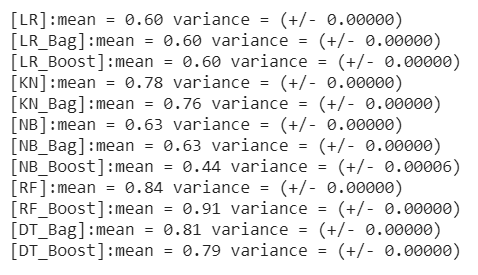 [LR]:mean = 0.60 variance = (+/- 0.00000)
[LR_Bag]:mean = 0.60 variance = (+/- 0.00000)
[LR_Boost]:mean = 0.60 variance = (+/- 0.00000)
[KN]:mean = 0.78 variance = (+/- 0.00000)
[KN_Bag]:mean = 0.76 variance = (+/- 0.00000)
[NB]:mean = 0.63 variance = (+/- 0.00000)
[NB_Bag]:mean = 0.63 variance = (+/- 0.00000)
[NB_Boost]:mean = 0.44 variance = (+/- 0.00006)
[RF]:mean = 0.84 variance = (+/- 0.00000)
[RF_Boost]:mean = 0.91 variance = (+/- 0.00000)
[DT_Bag]:mean = 0.81 variance = (+/- 0.00000)
[DT_Boost]:mean = 0.79 variance = (+/- 0.00000)